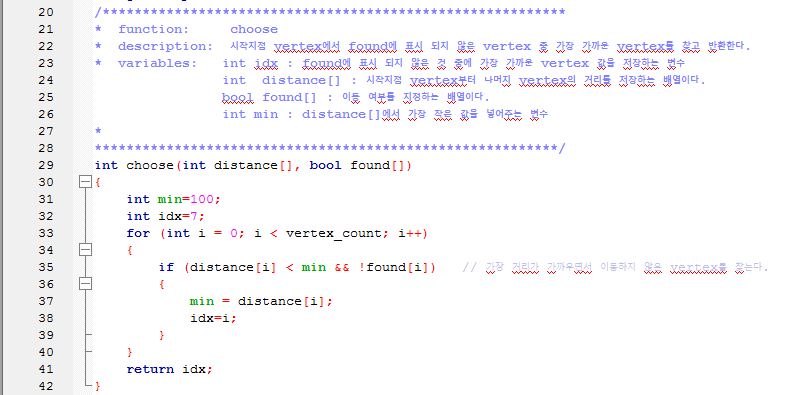 20 /*********************************************************
21 * function: choose
22 * description: 시작지점 vertex에서 found에 표시 되지 않은 vertex 중 가장 가까운 vertex를 찾고 반환한다.
23 * variables: int idx : found에 표시 되지 않은 것 중에 가장 가까운 vertex 값을 저장하는 변수
24 int distance[] : 시작지점 vertex부터 나머지 vertex의 거리를 저장하는 배열이다.
25 bool found[] : 이동 여부를 지정하는 배열이다.
26 int min : distance[]에서 가장 작은 값을 넣어주는 변수
27 *
28 *********************************************************/
29 int choose(int distance[], bool found[])
30 {
31 int min=100;
32 int idx=7;
33 for (int i = 0; i < vertex_count; i++)
34 {
35 if (distance[i] < min && !found[i]) // 가장 거리가 가까우면서 이동하지 않은 vertex를 찾는다.
36 {
37 min = distance[i];
38 idx=i;
39 }
40 }
41 return idx;
42 }